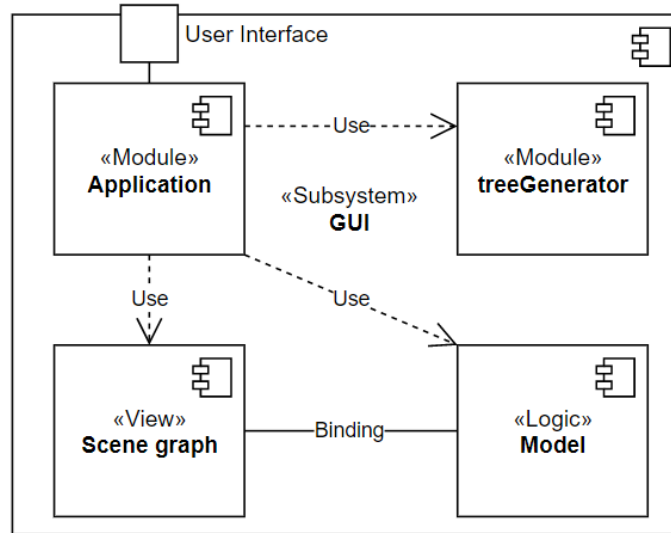 User Interface
«Module»
Application
Use
«Module»
treeGenerator
«Subsystem»
GUI
Use
Use
«View»
Scene graph
Binding
«Logic»
Model